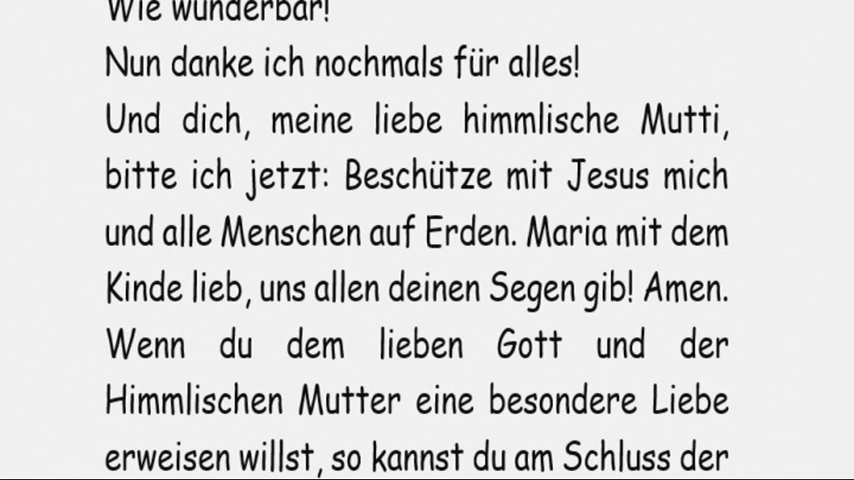 Wie wunderbar!
Nun danke ich nochmals für alles!
Und dich, meine liebe himmlische Mutti,
bitte ich jetzt: Beschütze mit Jesus mich
und alle Menschen auf Erden. Maria mit dem
Kinde lieb, uns allen deinen Segen gib! Amen.
Wenn du dem lieben Gott und der
Himmlischen Mutter eine besondere Liebe
erweisen willst, so kannst du am Schluss der